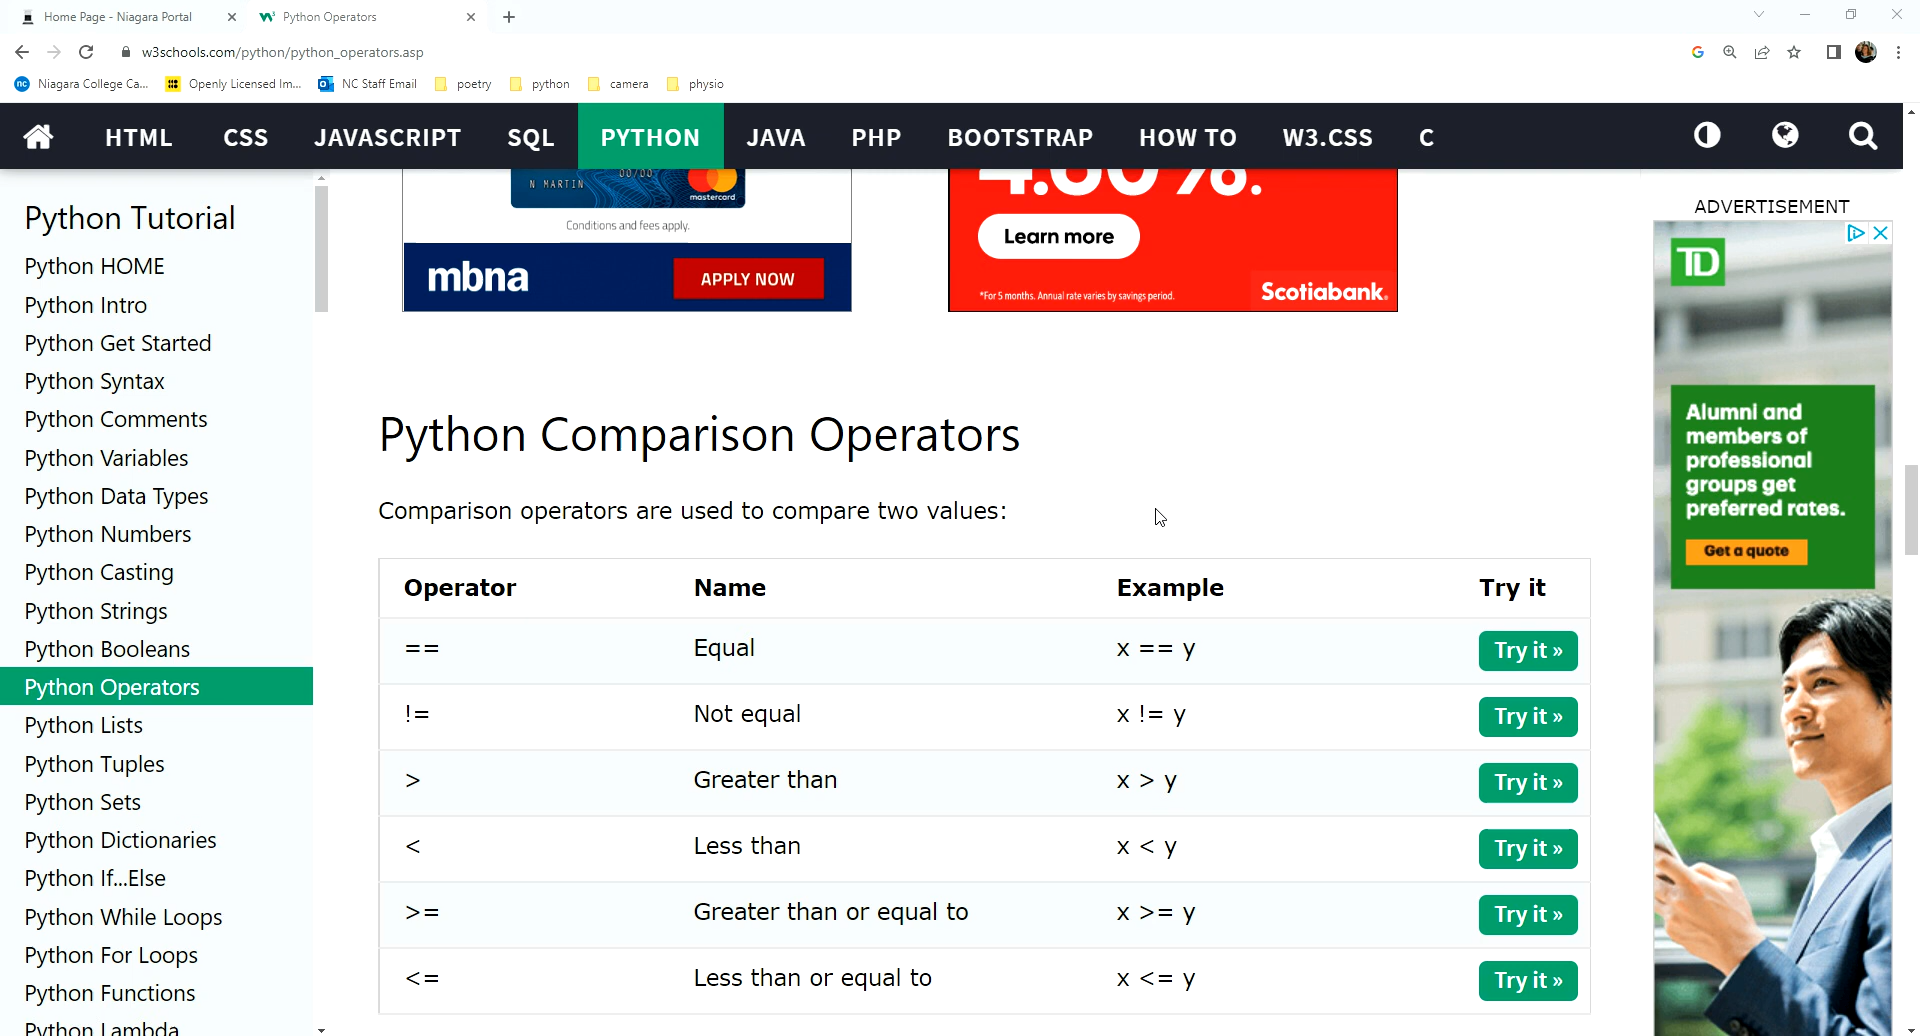 Home Page - Niagara Portal
Python Operators
w3schools.com/python/python_operators.asp
Niagara College Ca...
Openly Licensed Im...
NC Staff Email
poetry
python
camera
physio
HTML CSS JAVASCRIPT SQL PYTHON JAVA PHP BOOTSTRAP HOW TO W3.CSS C
Python Tutorial
Python HOME
Python Intro
Python Get Started
Python Syntax
Python Comments
Python Variables
Python Data Types
Python Numbers
Python Casting
Python Strings
Python Booleans
Python Operators
Python Lists
Python Tuples
Python Sets
Python Dictionaries
Python If...Else
Python While Loops
Python For Loops
Python Functions
Python Lambda
N MARTIN 00/00
mastercard
Conditions and fees apply.
mbna
APPLY NOW
Learn more
*For 5 months. Annual rate varies by savings period.
Scotiabank.
Python Comparison Operators
Comparison operators are used to compare two values:
Operator Name Example Try it
== Equal x == y Try it »
!= Not equal x != y Try it »
> Greater than x > y Try it »
< Less than x < y Try it »
>= Greater than or equal to x >= y Try it »
<= Less than or equal to x <= y Try it »
ADVERTISEMENT
TD
Alumni and
members of
professional
groups get
preferred rates.
Get a quote